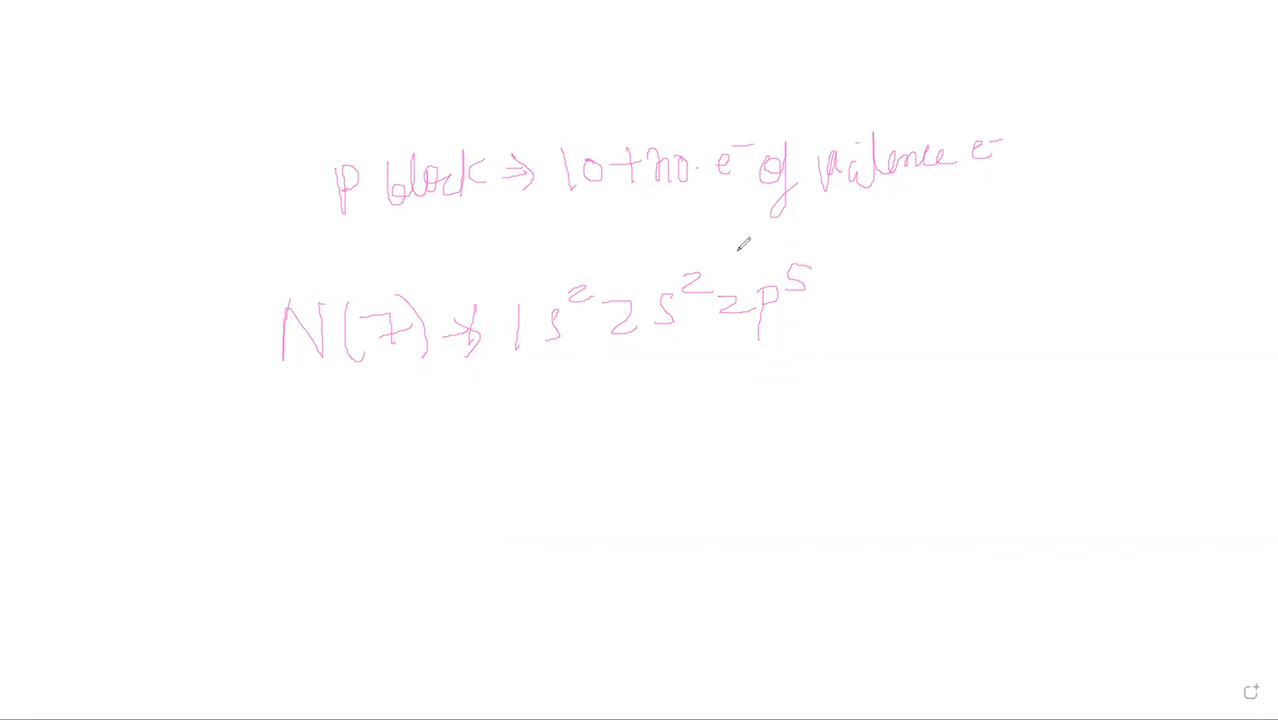 P block ⇒ 10 + no. e⁻ of valence e⁻
N(7) → 1s² 2s² 2p⁵